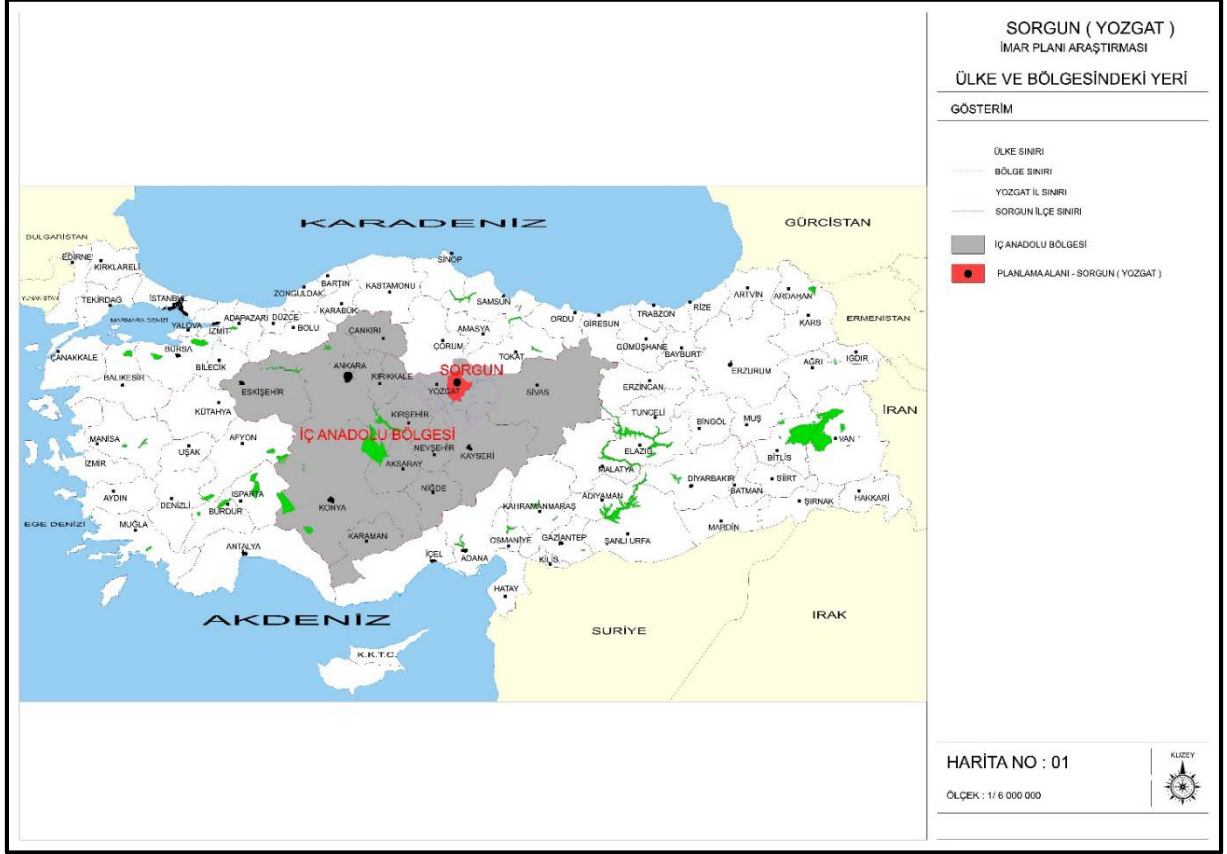 SORGUN ( YOZGAT )
İMAR PLANI ARAŞTIRMASI
ÜLKE VE BÖLGESİNDEKİ YERİ
GÖSTERİM
ÜLKE SINIRI
BÖLGE SINIRI
YOZGAT İL SINIRI
SORGUN İLÇE SINIRI
İÇ ANADOLU BÖLGESİ
PLANLAMA ALANI - SORGUN ( YOZGAT )
KARADENİZ
GÜRCİSTAN
BULGARİSTAN
EDİRNE
KIRKLARELİ
SİNOP
BARTIN
KASTAMONU
ZONGULDAK
KARABÜK
SAMSUN
ARTVİN
ARDAHAN
YUNANİSTAN
TEKİRDAG
İSTANBUL
MARMARA DENİZİ
YALOVA
İZMİT
ADAPAZARI
DÜZCE
BOLU
ÇANKIRI
AMASYA
ORDU
GİRESUN
TRABZON
RİZE
KARS
ERMENİSTAN
ÇORUM
TOKAT
GÜMÜŞHANE
BAYBURT
ÇANAKKALE
BURSA
BİLECİK
ANKARA
KIRIKKALE
SORGUN
YOZGAT
SİVAS
ERZİNCAN
ERZURUM
AĞRI
IGDIR
BALIKESİR
ESKİŞEHİR
KÜTAHYA
KIRŞEHİR
TUNÇELİ
BİNGÖL
MUŞ
İRAN
MANİSA
UŞAK
AFYON
İÇ ANADOLU BÖLGESİ
NEVŞEHİR
KAYSERİ
ELAZIĞ
BİTLİS
VAN
İZMİR
AKSARAY
MALATYA
DİYARBAKIR
SİİRT
BATMAN
AYDIN
DENİZLİ
ISPARTA
BURDUR
KONYA
NİĞDE
KAHRAMANMARAŞ
ADIYAMAN
ŞIRNAK
HAKKARİ
EGE DENİZİ
MUĞLA
KARAMAN
MARDİN
ANTALYA
İÇEL
ADANA
OSMANİYE
GAZİANTEP
ŞANLI URFA
KİLİS
HATAY
AKDENİZ
SURİYE
IRAK
K.K.T.C.
HARİTA NO : 01
KUZEY
ÖLÇEK : 1/ 6 000 000